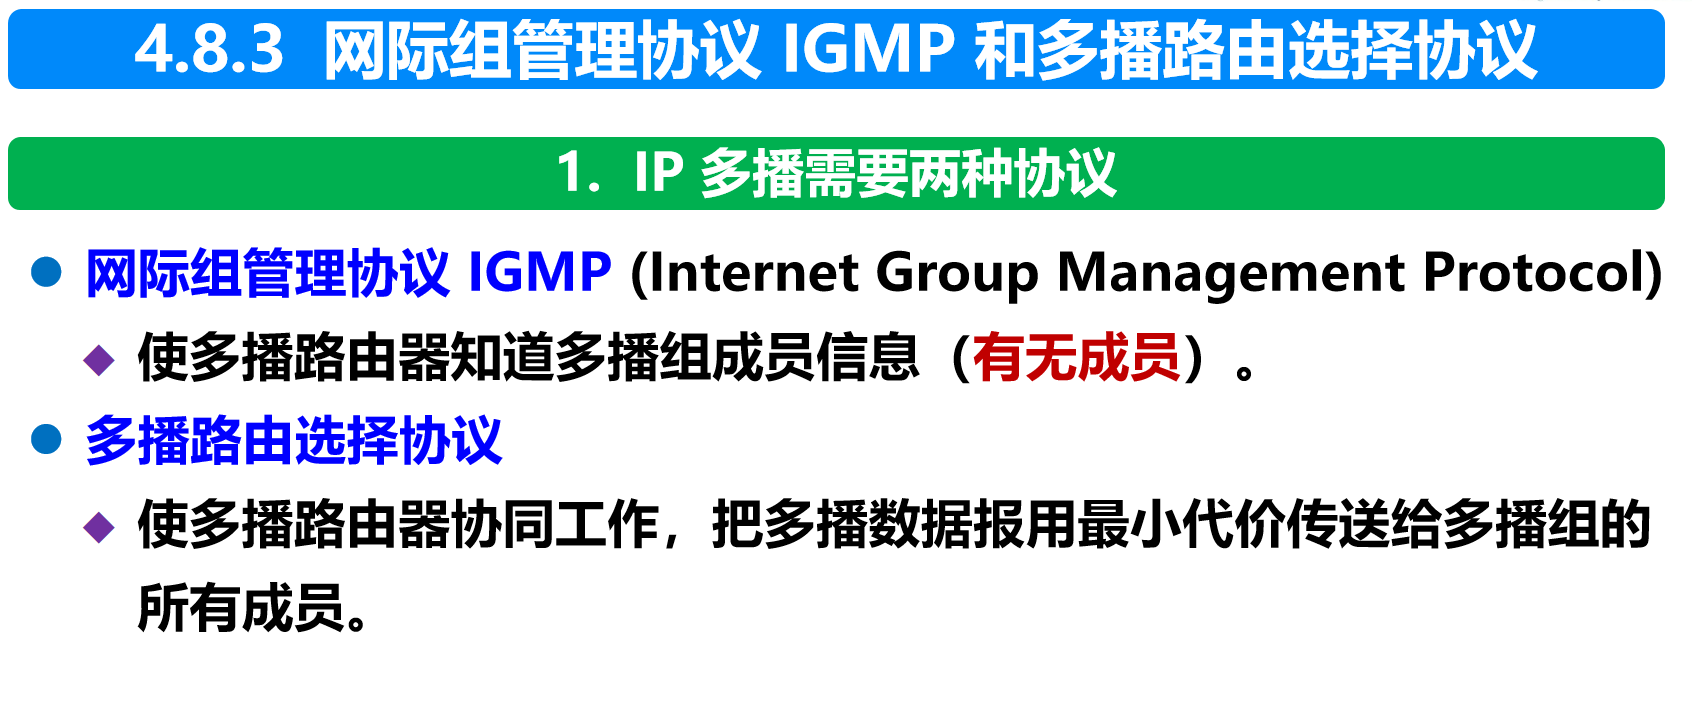 4.8.3 网际组管理协议 IGMP 和多播路由选择协议
1. IP 多播需要两种协议
网际组管理协议 IGMP (Internet Group Management Protocol)
使多播路由器知道多播组成员信息（有无成员）。
多播路由选择协议
使多播路由器协同工作，把多播数据报用最小代价传送给多播组的
所有成员。